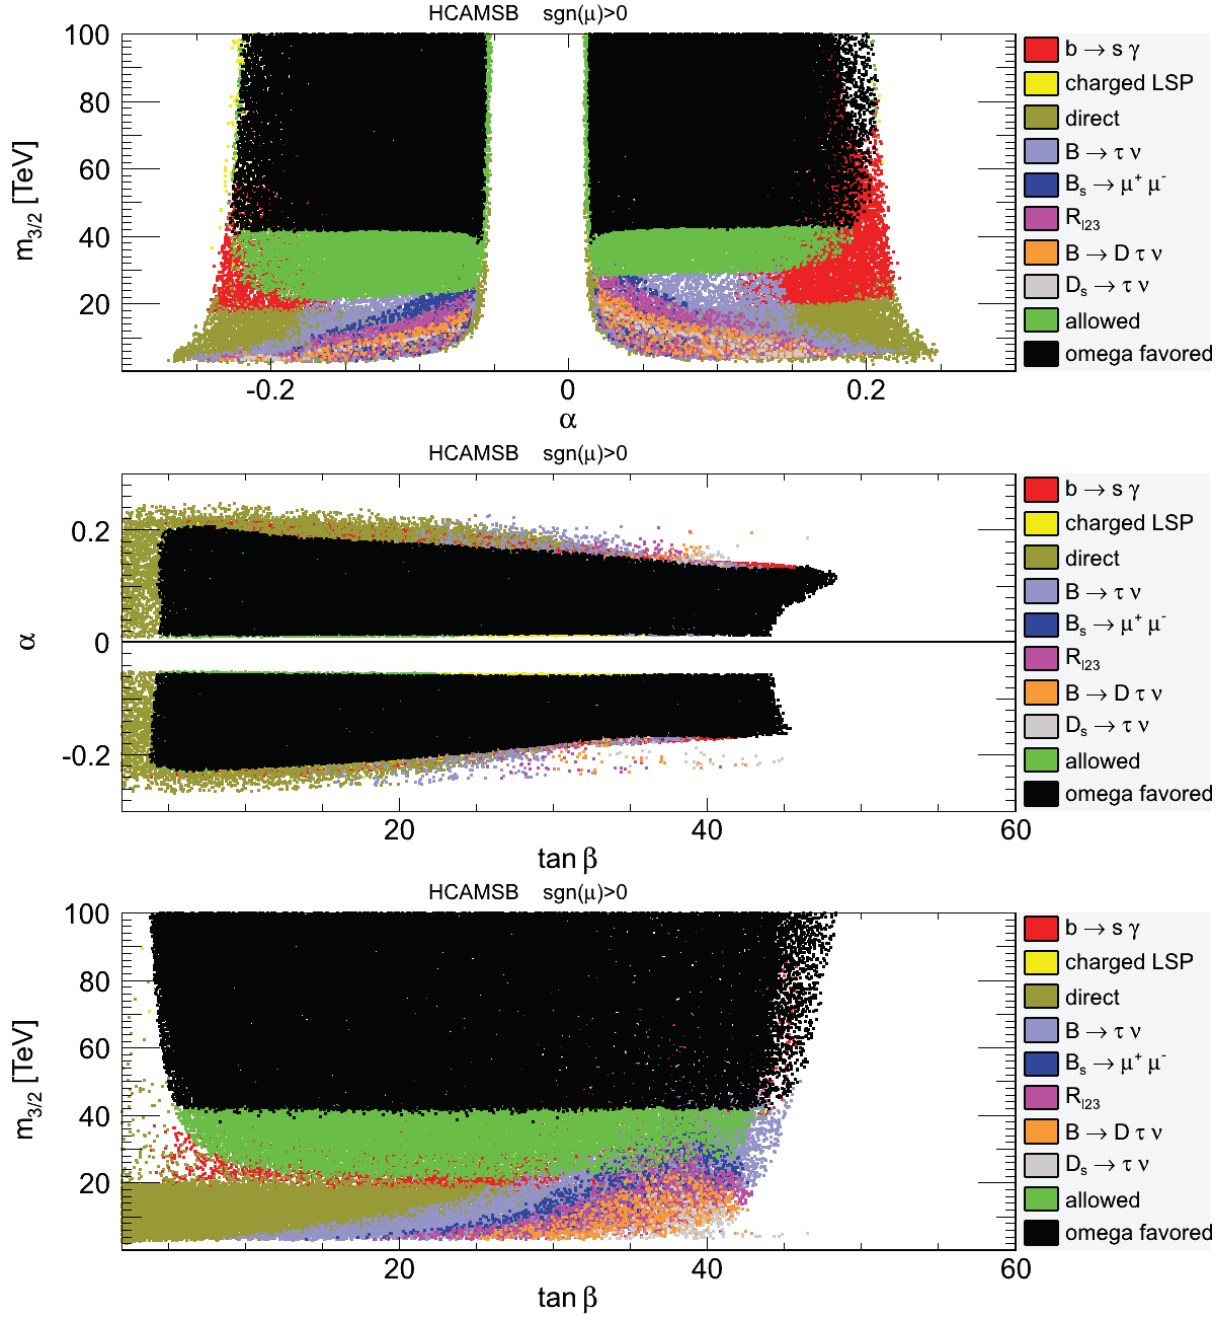 HCAMSB sgn(μ)>0
100
80
60
40
20
m3/2 [TeV]
-0.2
0
0.2
α
b → s γ
charged LSP
direct
B → τ ν
Bs → μ+ μ-
Rl23
B → D τ ν
Ds → τ ν
allowed
omega favored
HCAMSB sgn(μ)>0
0.2
0
-0.2
α
20
40
60
tan β
b → s γ
charged LSP
direct
B → τ ν
Bs → μ+ μ-
Rl23
B → D τ ν
Ds → τ ν
allowed
omega favored
HCAMSB sgn(μ)>0
100
80
60
40
20
m3/2 [TeV]
20
40
60
tan β
b → s γ
charged LSP
direct
B → τ ν
Bs → μ+ μ-
Rl23
B → D τ ν
Ds → τ ν
allowed
omega favored